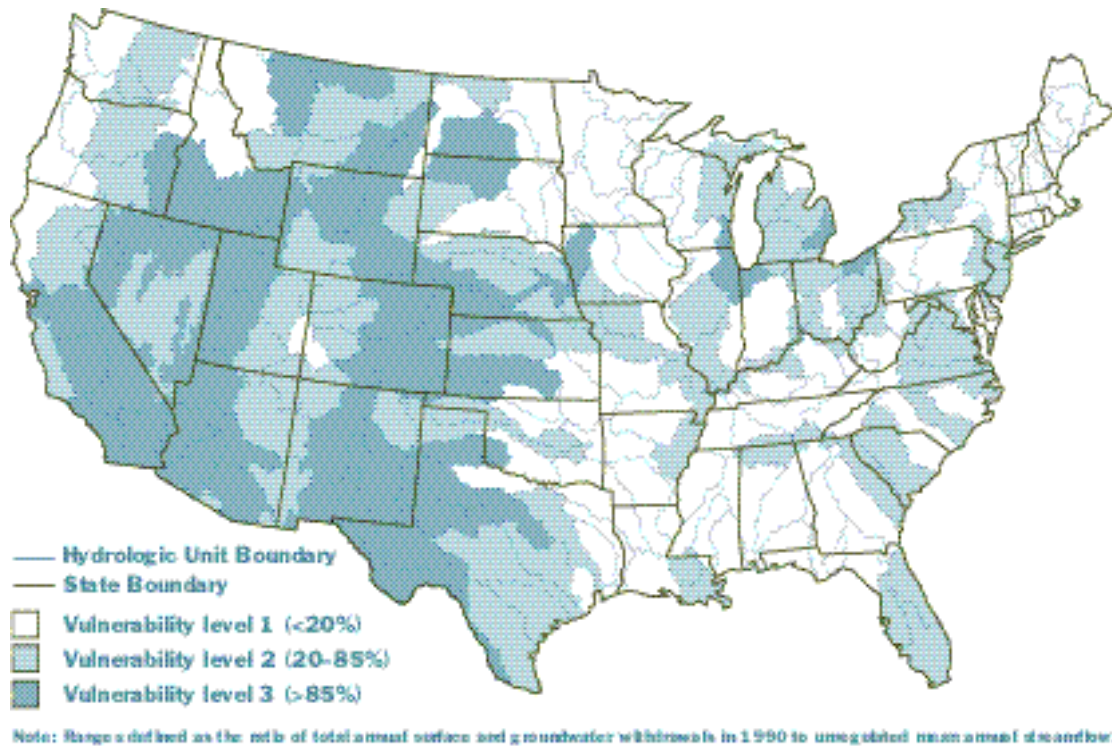 Hydrologic Unit Boundary
State Boundary
Vulnerability level 1 (<20%)
Vulnerability level 2 (20-85%)
Vulnerability level 3 (>85%)
Note: Ranges defined as the ratio of total annual surface and groundwater withdrawals in 1990 to unregulated mean annual streamflow